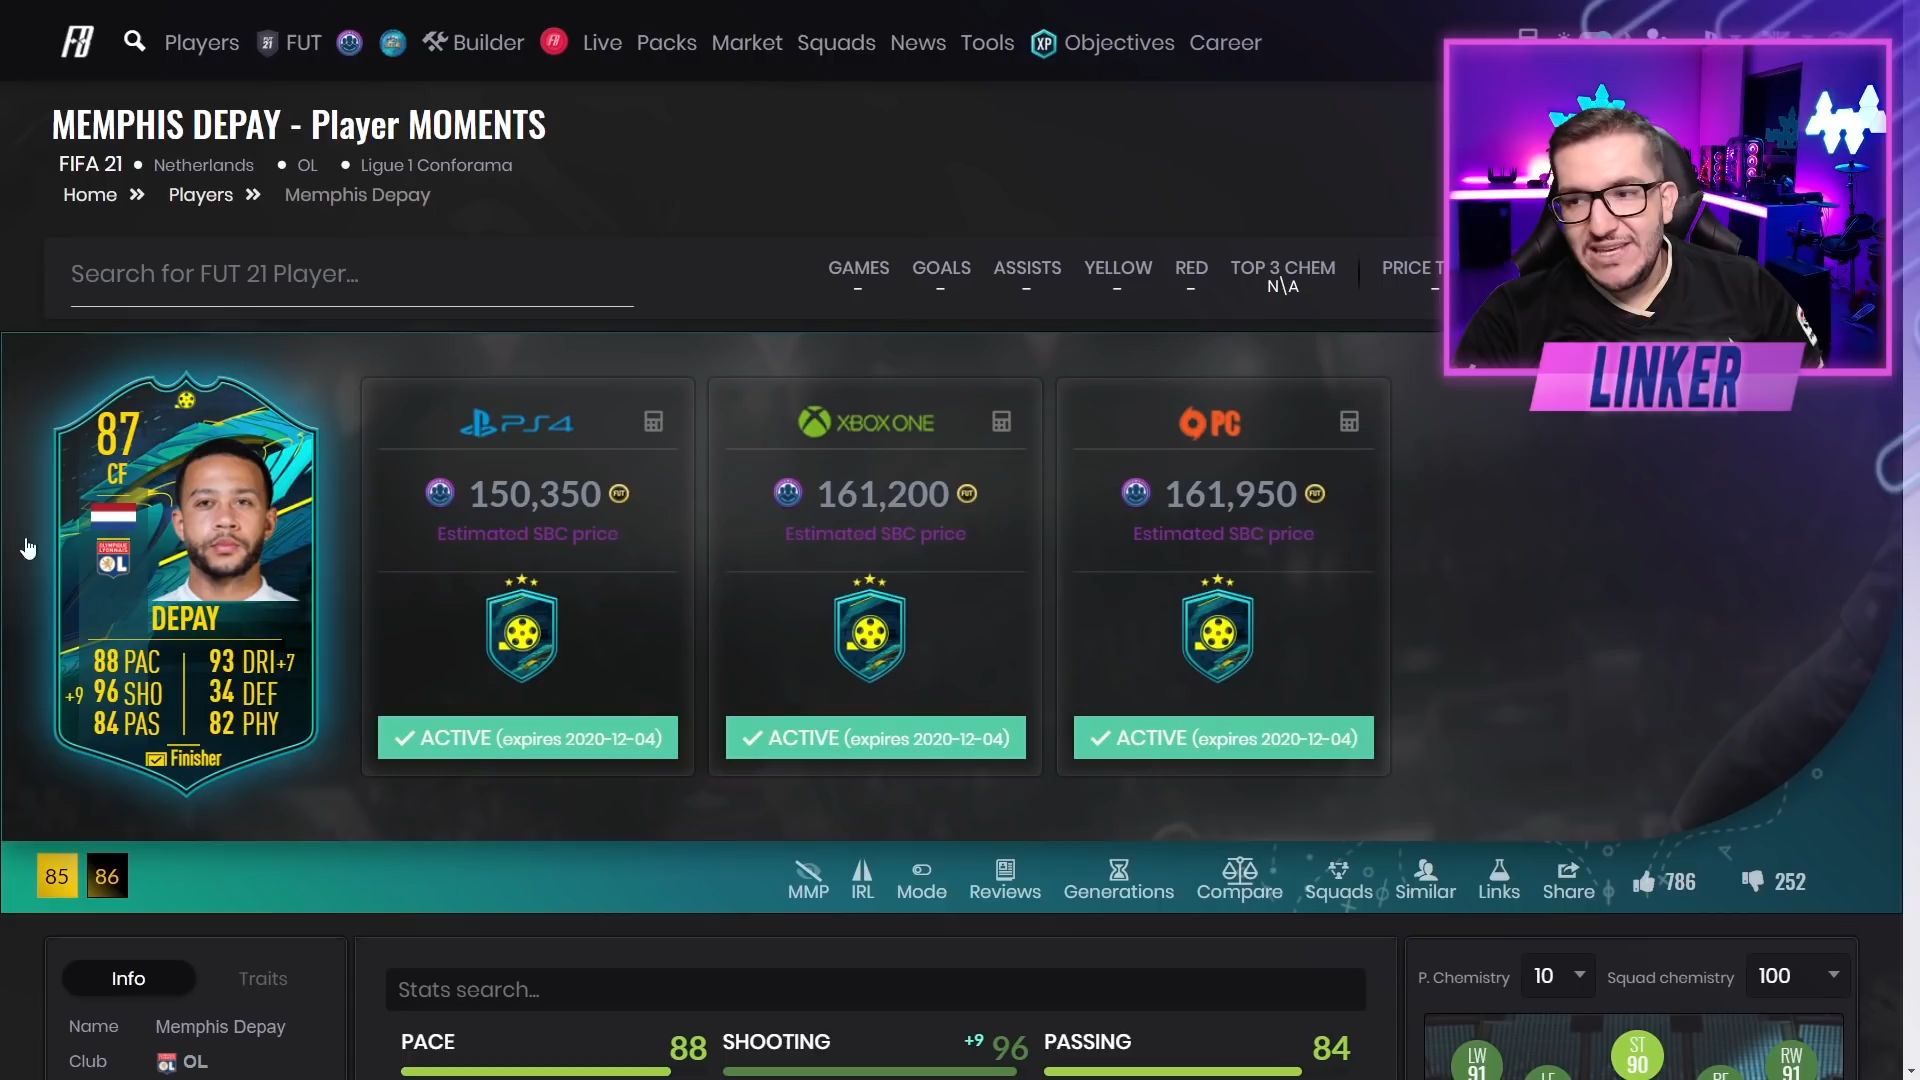 Players FUT Builder Live Packs Market Squads News Tools XP Objectives Career
MEMPHIS DEPAY - Player MOMENTS
FIFA 21 • Netherlands • OL • Ligue 1 Conforama
Home » Players » Memphis Depay
Search for FUT 21 Player...
GAMES GOALS ASSISTS YELLOW RED TOP 3 CHEM PRICE
- - - - - N\A -
LINKER
87
CF
DEPAY
88 PAC 93 DRI+7
+9 96 SHO 34 DEF
84 PAS 82 PHY
Finisher
PS4
150,350
Estimated SBC price
✓ ACTIVE (expires 2020-12-04)
XBOX ONE
161,200
Estimated SBC price
✓ ACTIVE (expires 2020-12-04)
PC
161,950
Estimated SBC price
✓ ACTIVE (expires 2020-12-04)
85 86
MMP IRL Mode Reviews Generations Compare Squads Similar Links Share 786 252
Info Traits
Name Memphis Depay
Club OL
Stats search...
PACE 88 SHOOTING +9 96 PASSING 84
P. Chemistry 10 Squad chemistry 100
LW 91
ST 90
RW 91